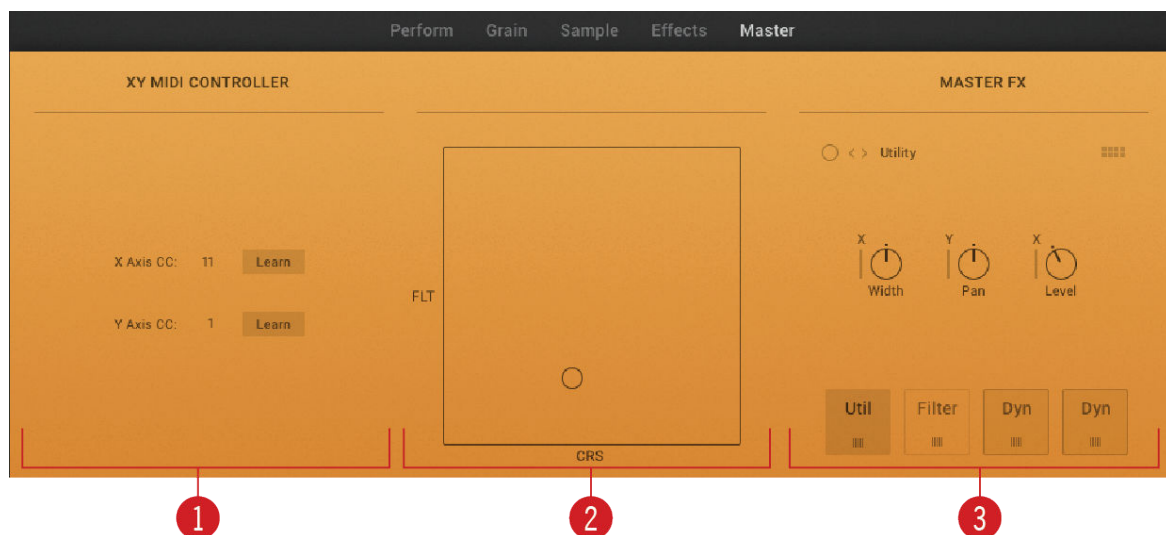 Perform Grain Sample Effects Master
XY MIDI CONTROLLER
X Axis CC: 11 Learn
Y Axis CC: 1 Learn
FLT
CRS
MASTER FX
< > Utility
X Y X
Width Pan Level
Util Filter Dyn Dyn
1 2 3